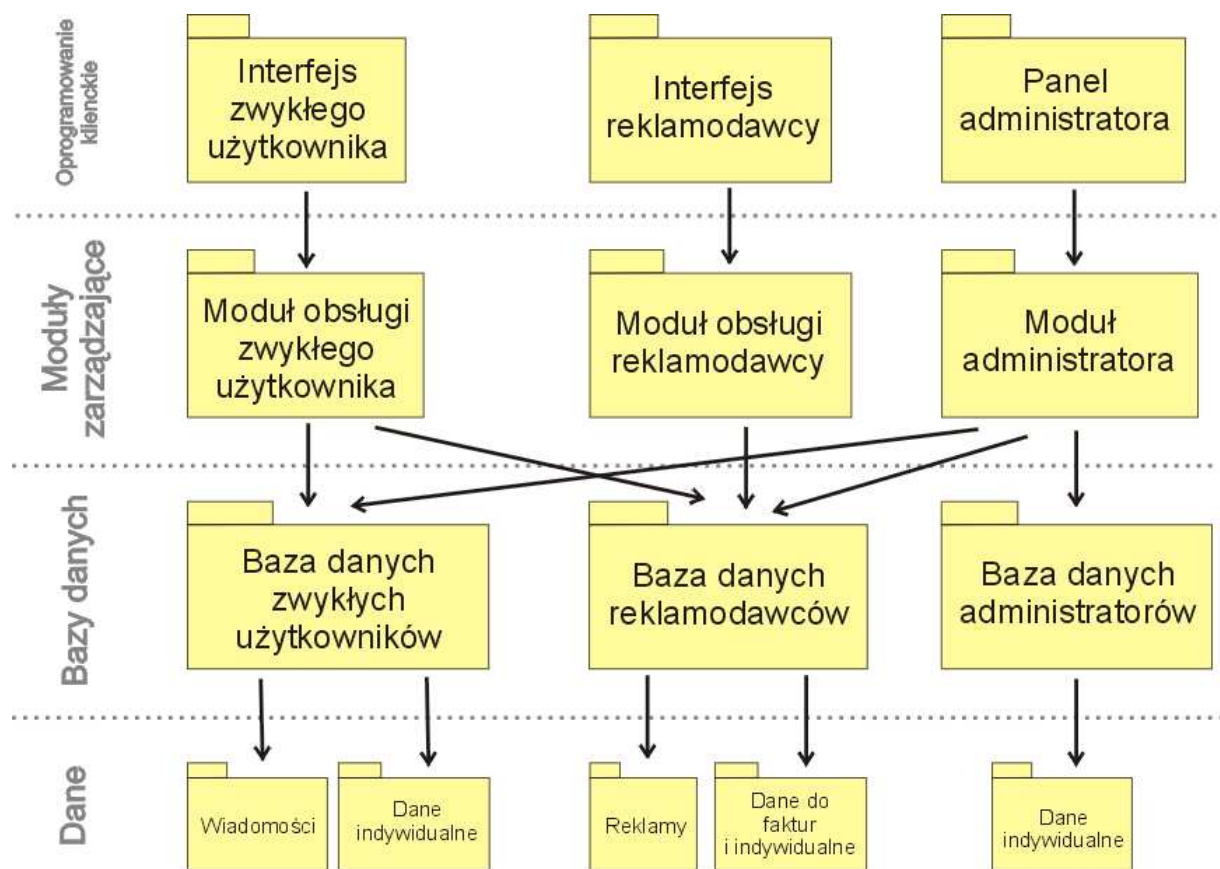 Oprogramowanie
klienckie
Interfejs
zwykłego
użytkownika
Interfejs
reklamodawcy
Panel
administratora
Moduły
zarządzające
Moduł obsługi
zwykłego
użytkownika
Moduł obsługi
reklamodawcy
Moduł
administratora
Bazy danych
Baza danych
zwykłych
użytkowników
Baza danych
reklamodawców
Baza danych
administratorów
Dane
Wiadomości
Dane
indywidualne
Reklamy
Dane do
faktur
i indywidualne
Dane
indywidualne